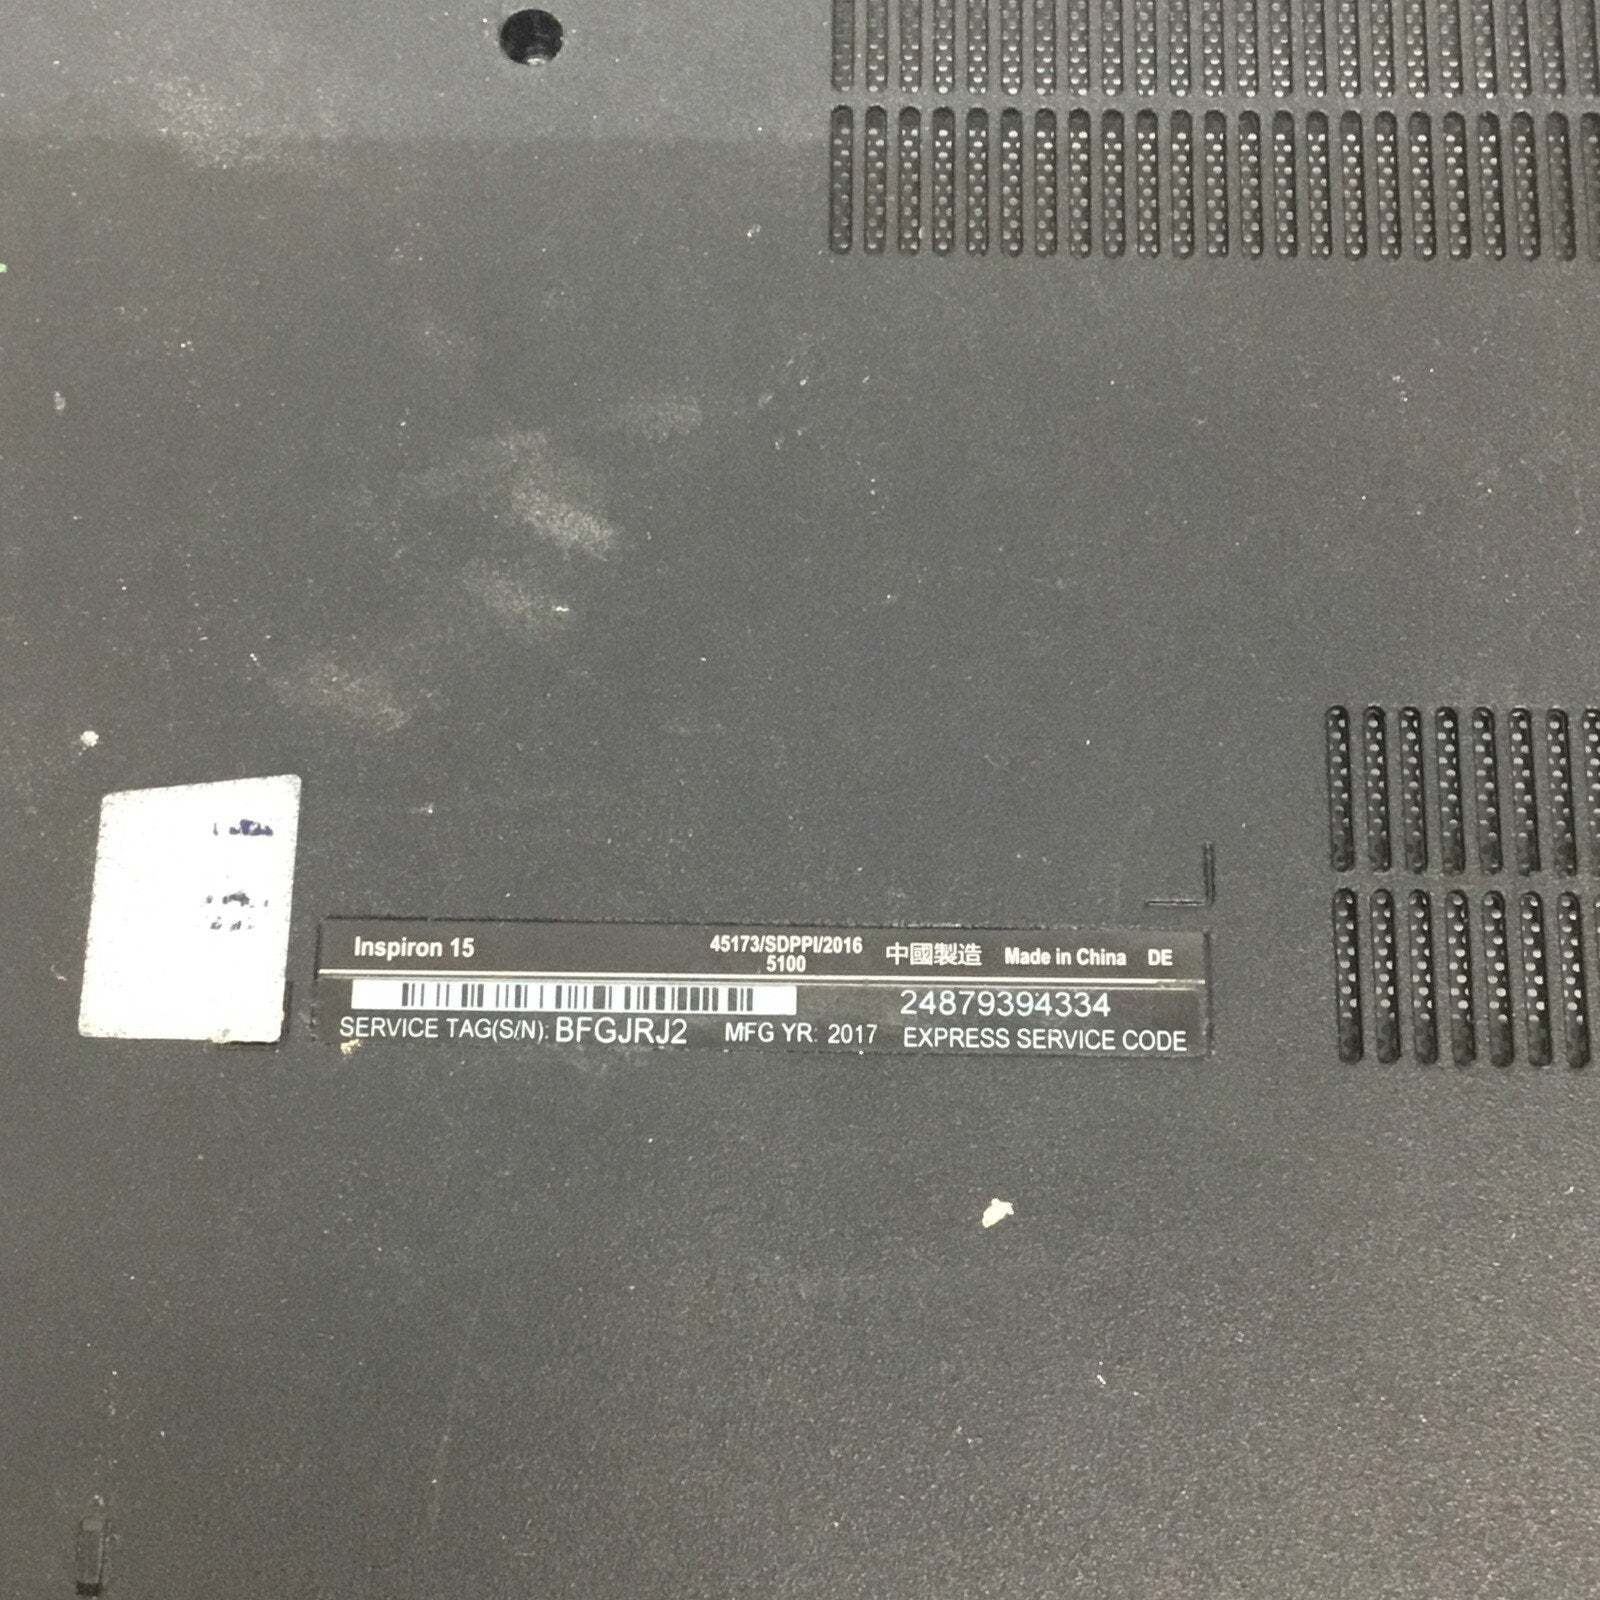 Inspiron 15 45173/SDPPI/2016 中國製造 Made in China DE
5100
24879394334
SERVICE TAG(S/N): BFGJRJ2 MFG YR: 2017 EXPRESS SERVICE CODE